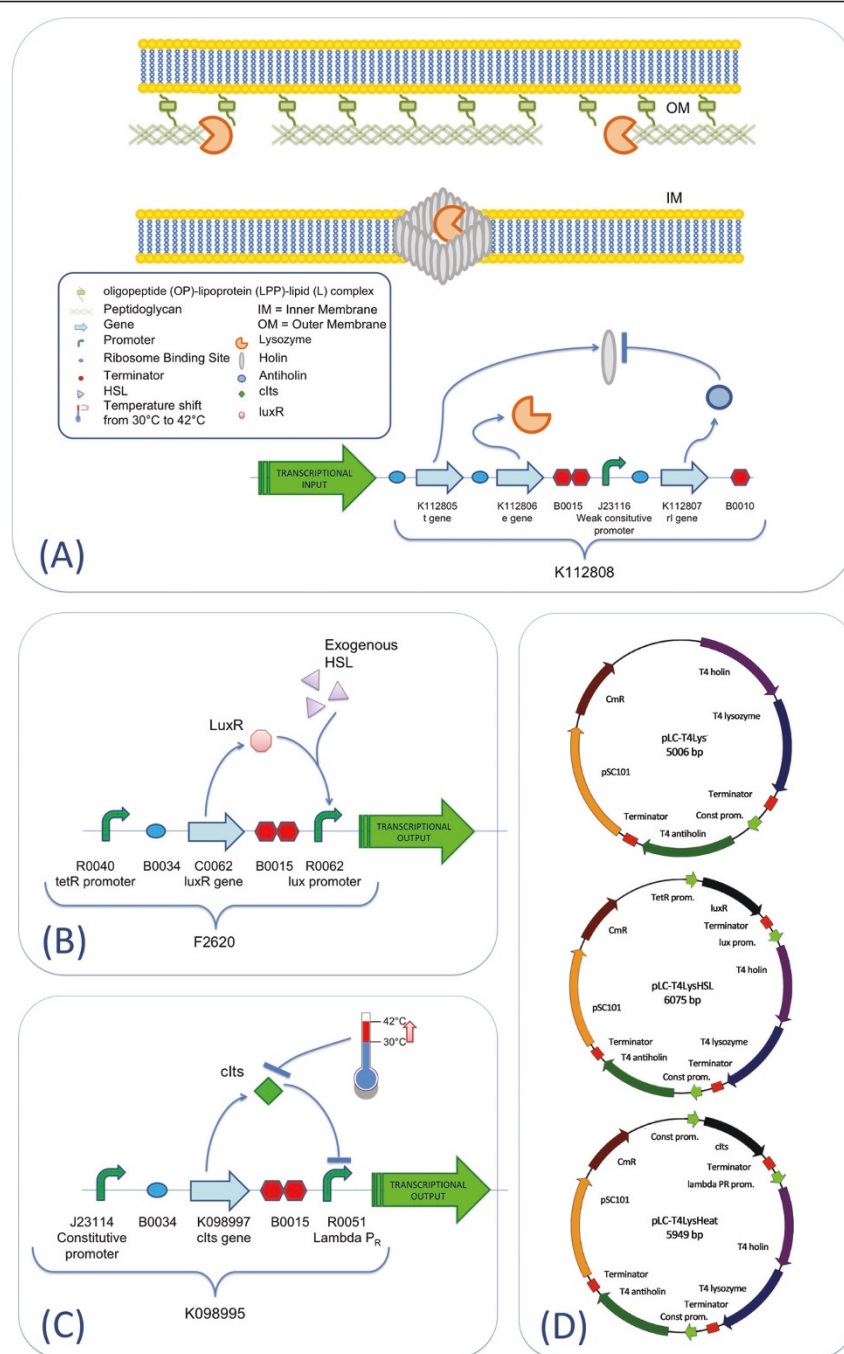 OM
IM
oligopeptide (OP)-lipoprotein (LPP)-lipid (L) complex
Peptidoglycan
IM = Inner Membrane
Gene
OM = Outer Membrane
Promoter
Lysozyme
Ribosome Binding Site
Holin
Terminator
Antiholin
HSL
cIts
Temperature shift
from 30°C to 42°C
luxR
TRANSCRIPTIONAL
INPUT
K112805
t gene
K112806
e gene
B0015
J23116
Weak consitutive
promoter
K112807
rI gene
B0010
K112808
(A)
Exogenous
HSL
LuxR
TRANSCRIPTIONAL
OUTPUT
R0040
tetR promoter
B0034
C0062
luxR gene
B0015
R0062
lux promoter
F2620
(B)
42°C
30°C
cIts
TRANSCRIPTIONAL
OUTPUT
J23114
Constitutive
promoter
B0034
K098997
cIts gene
B0015
R0051
Lambda PR
K098995
(C)
T4 holin
CmR
T4 lysozyme
pLC-T4Lys
5006 bp
pSC101
Terminator
Terminator
Const prom.
T4 antiholin
TetR prom.
luxR
CmR
Terminator
lux prom.
T4 holin
pLC-T4LysHSL
6075 bp
pSC101
Terminator
T4 lysozyme
T4 antiholin
Terminator
Const prom.
Const prom.
cIts
CmR
Terminator
lambda PR prom.
pSC101
pLC-T4LysHeat
5949 bp
T4 holin
Terminator
T4 lysozyme
T4 antiholin
Terminator
Const prom.
(D)